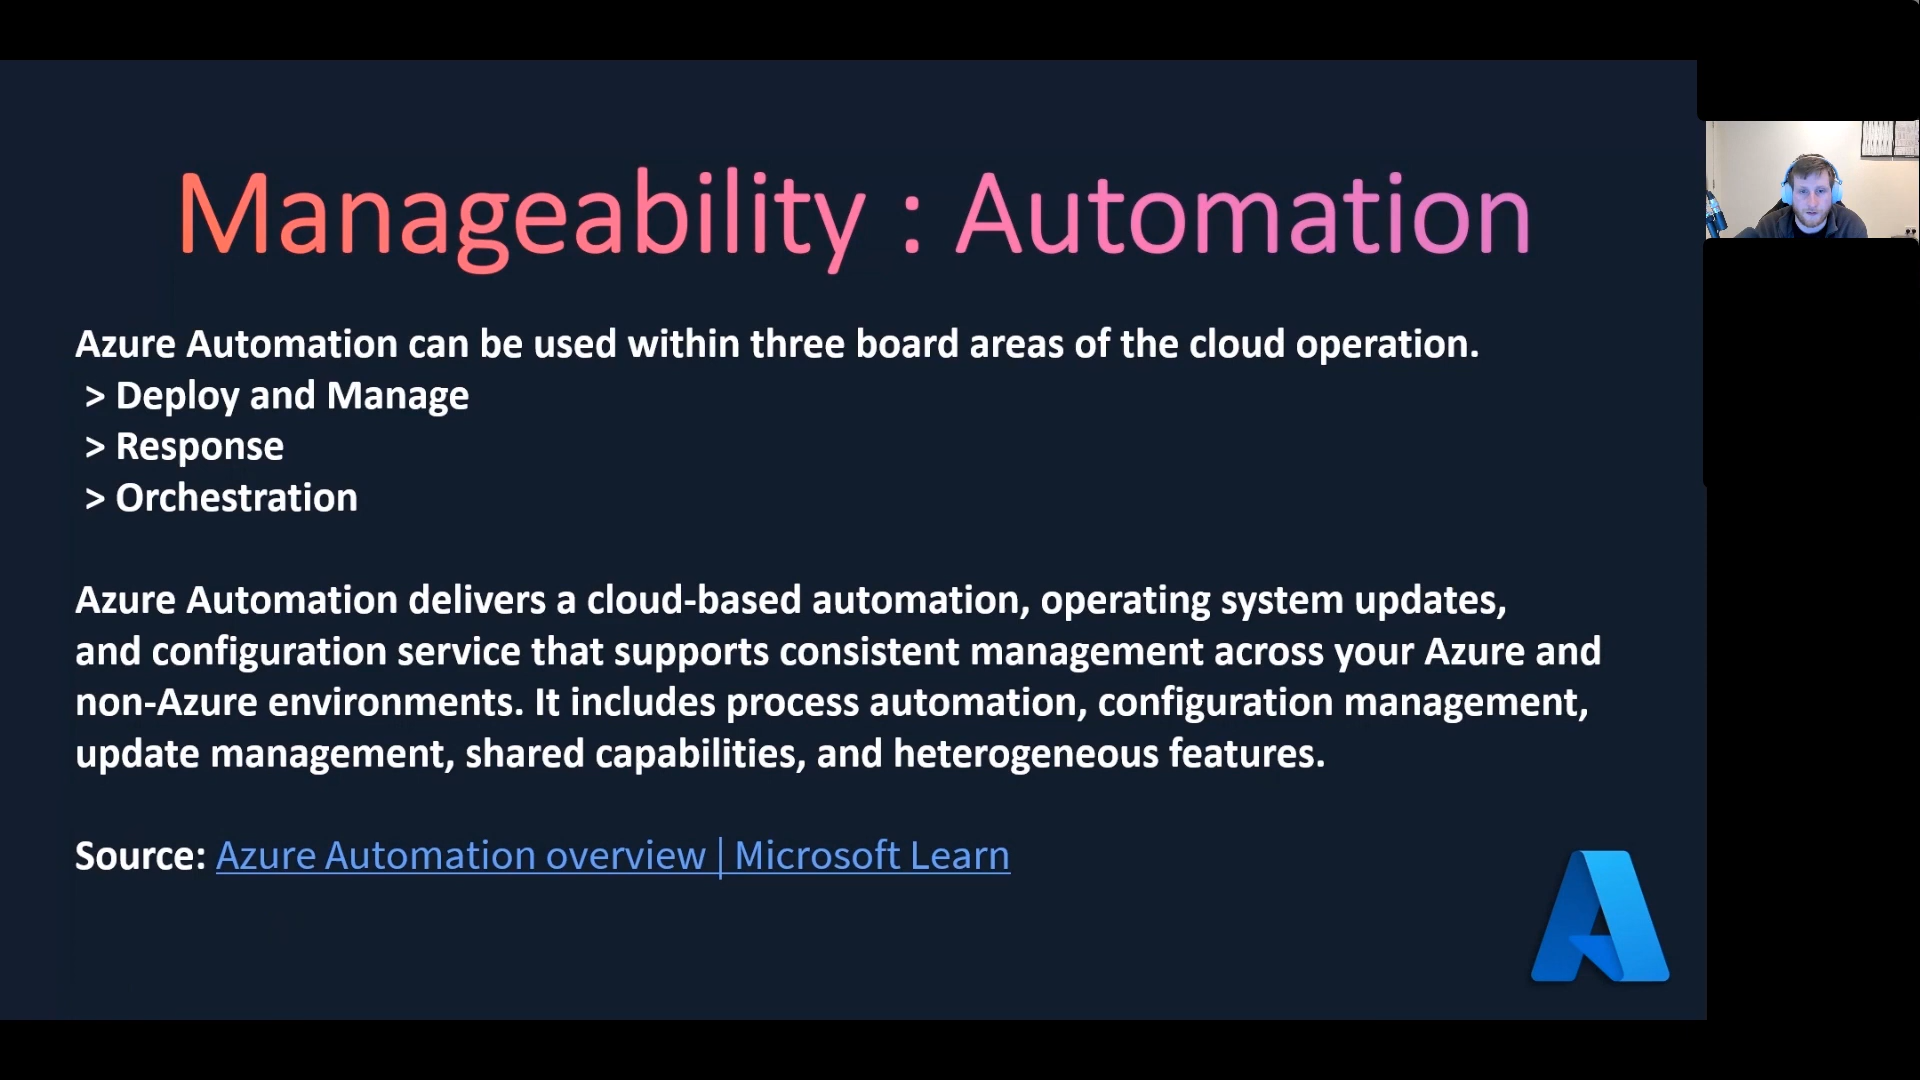 Manageability : Automation
Azure Automation can be used within three board areas of the cloud operation.
> Deploy and Manage
> Response
> Orchestration
Azure Automation delivers a cloud-based automation, operating system updates,
and configuration service that supports consistent management across your Azure and
non-Azure environments. It includes process automation, configuration management,
update management, shared capabilities, and heterogeneous features.
Source: Azure Automation overview | Microsoft Learn